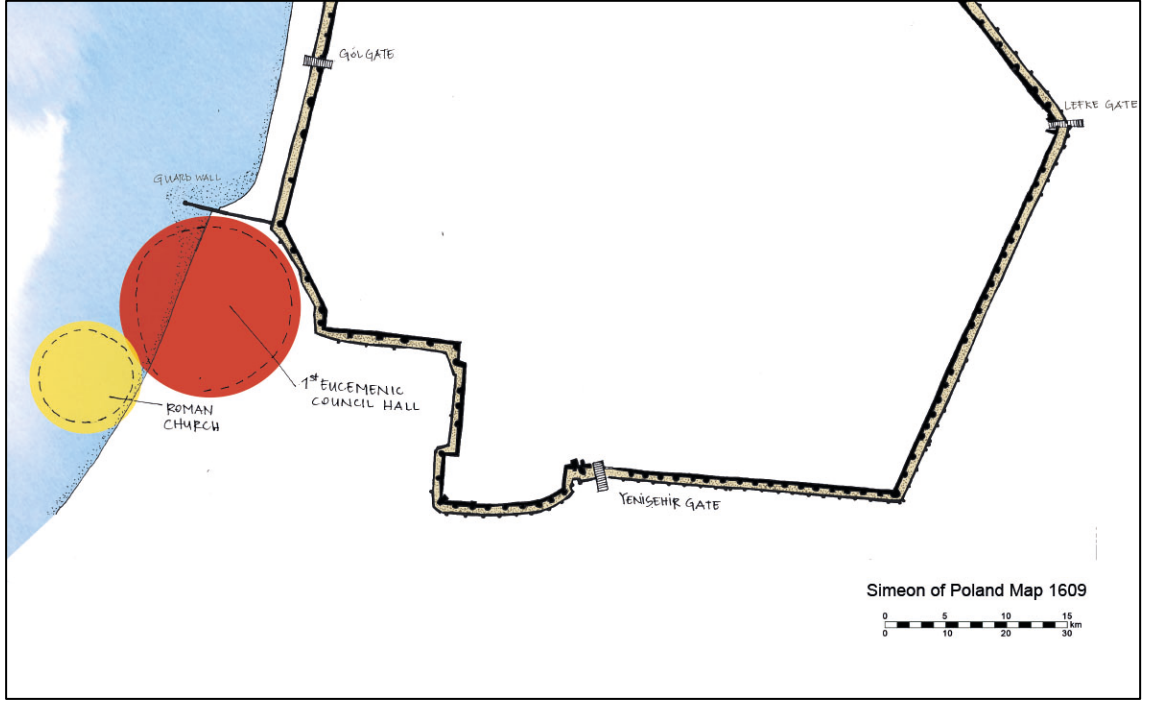 GÖL GATE
LEFKE GATE
GUARD WALL
1st EUCEMENIC
COUNCIL HALL
ROMAN
CHURCH
YENİŞEHİR GATE
Simeon of Poland Map 1609
0 5 10 15
km
0 10 20 30